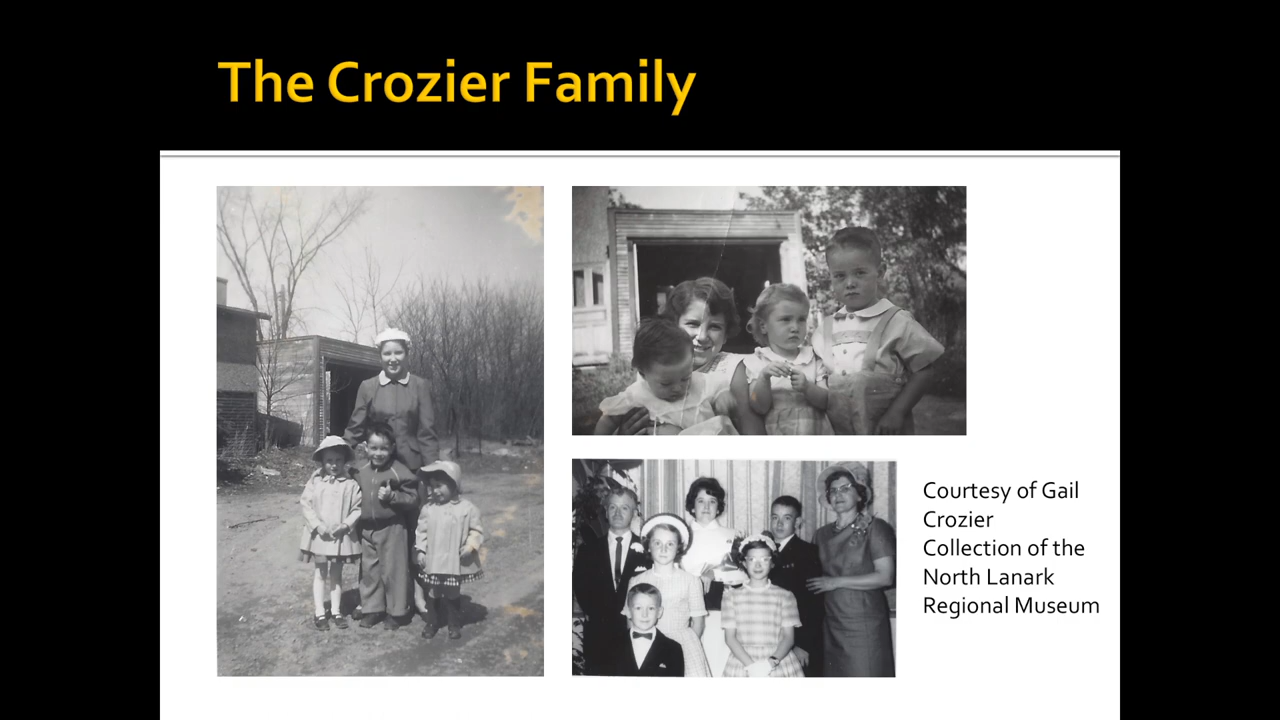 The Crozier Family
Courtesy of Gail
Crozier
Collection of the
North Lanark
Regional Museum